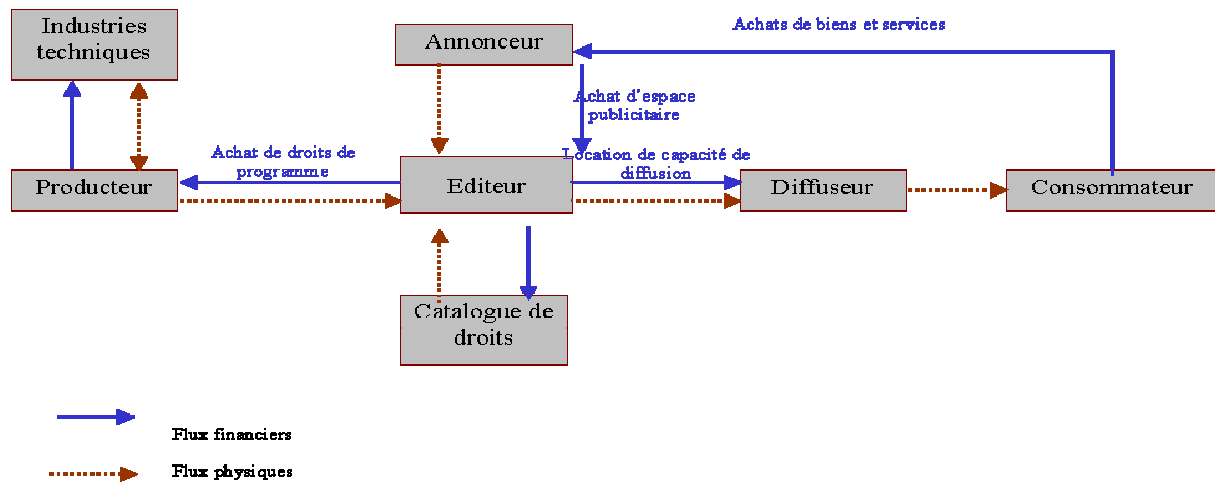 Industries
techniques
Annonceur
Achats de biens et services
Achat d'espace
publicitaire
Achat de droits de
programme
Location de capacité de
diffusion
Producteur
Editeur
Diffuseur
Consommateur
Catalogue de
droits
Flux financiers
Flux physiques